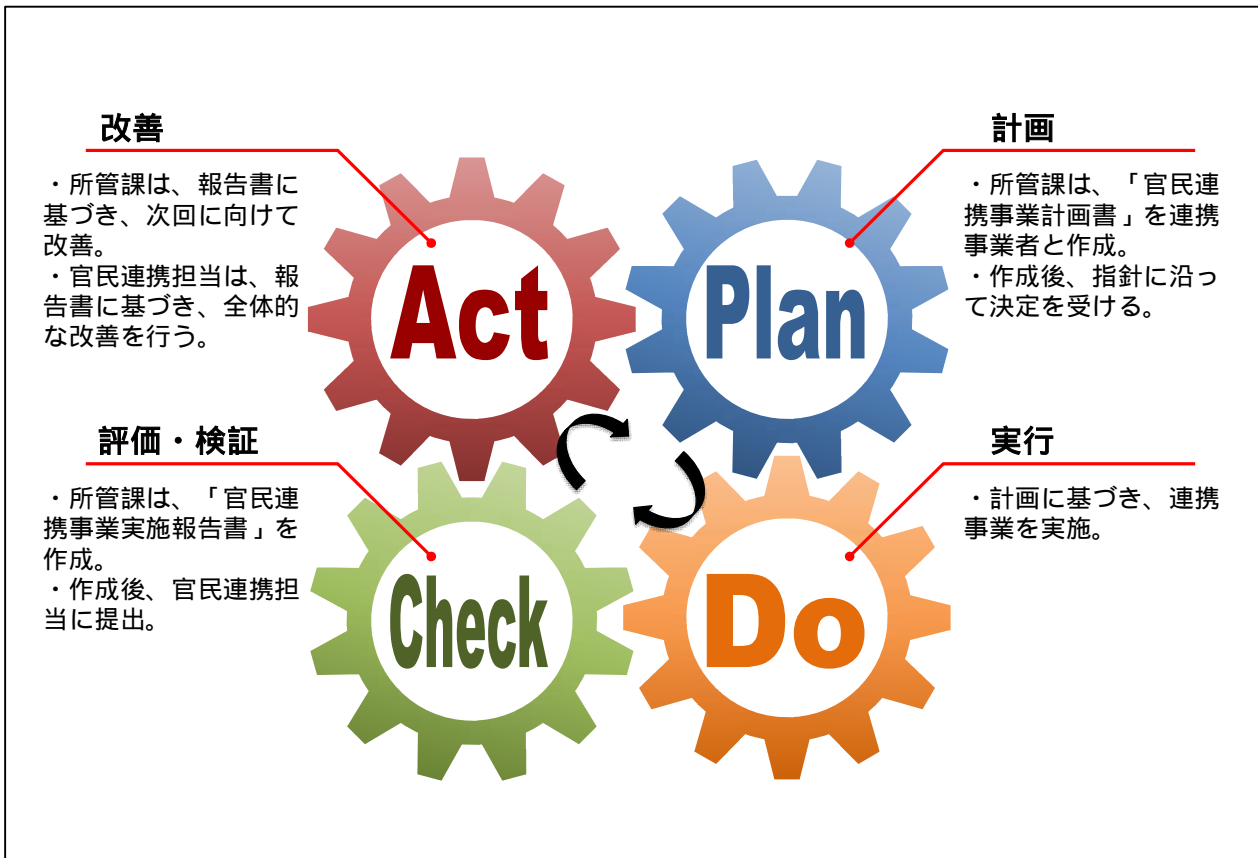 改善
・所管課は、報告書に
基づき、次回に向けて
改善。
・官民連携担当は、報
告書に基づき、全体的
な改善を行う。
Act
計画
・所管課は、「官民連
携事業計画書」を連携
事業者と作成。
・作成後、指針に沿っ
て決定を受ける。
Plan
評価・検証
・所管課は、「官民連
携事業実施報告書」を
作成。
・作成後、官民連携担
当に提出。
Check
実行
・計画に基づき、連携
事業を実施。
Do